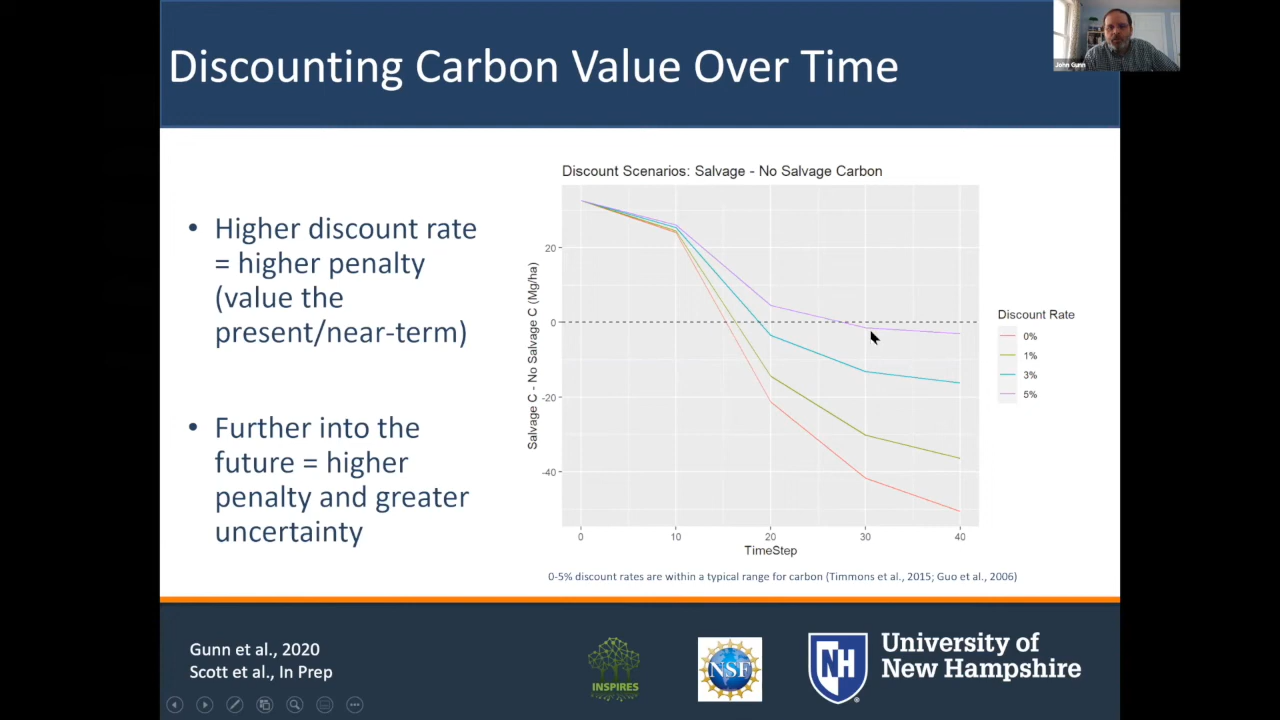 Discounting Carbon Value Over Time
John Gunn
• Higher discount rate
= higher penalty
(value the
present/near-term)
• Further into the
future = higher
penalty and greater
uncertainty
Discount Scenarios: Salvage - No Salvage Carbon
Salvage C - No Salvage C (Mg/ha)
20
0
-20
-40
0 10 20 30 40
TimeStep
Discount Rate
0%
1%
3%
5%
0-5% discount rates are within a typical range for carbon (Timmons et al., 2015; Guo et al., 2006)
Gunn et al., 2020
Scott et al., In Prep
INSPIRES
NSF
NH
University of
New Hampshire
®